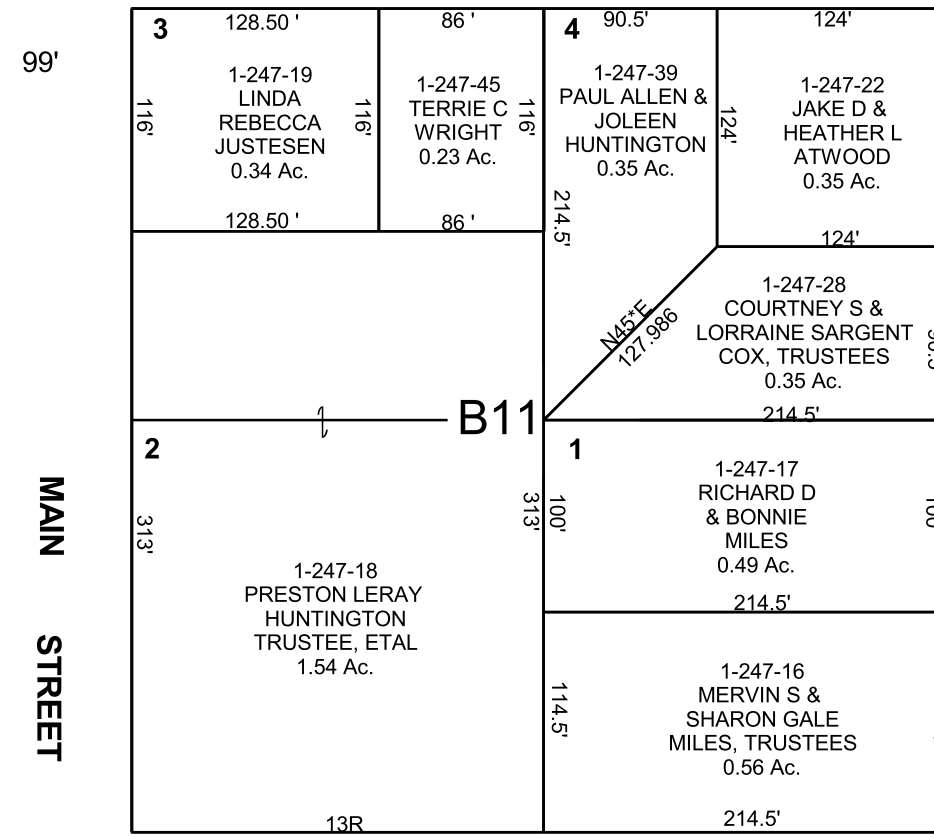 99'
MAIN
STREET
3
128.50 '
116'
1-247-19
LINDA
REBECCA
JUSTESEN
0.34 Ac.
116'
128.50 '
86 '
1-247-45
TERRIE C
WRIGHT
0.23 Ac.
116'
86 '
4
90.5'
1-247-39
PAUL ALLEN &
JOLEEN
HUNTINGTON
0.35 Ac.
214.5'
124'
124'
1-247-22
JAKE D &
HEATHER L
ATWOOD
0.35 Ac.
124'
N45*E
127.986
1-247-28
COURTNEY S &
LORRAINE SARGENT
COX, TRUSTEES
0.35 Ac.
214.5'
B11
2
313'
313'
1-247-18
PRESTON LERAY
HUNTINGTON
TRUSTEE, ETAL
1.54 Ac.
13R
1
100'
1-247-17
RICHARD D
& BONNIE
MILES
0.49 Ac.
100
214.5'
114.5'
1-247-16
MERVIN S &
SHARON GALE
MILES, TRUSTEES
0.56 Ac.
214.5'